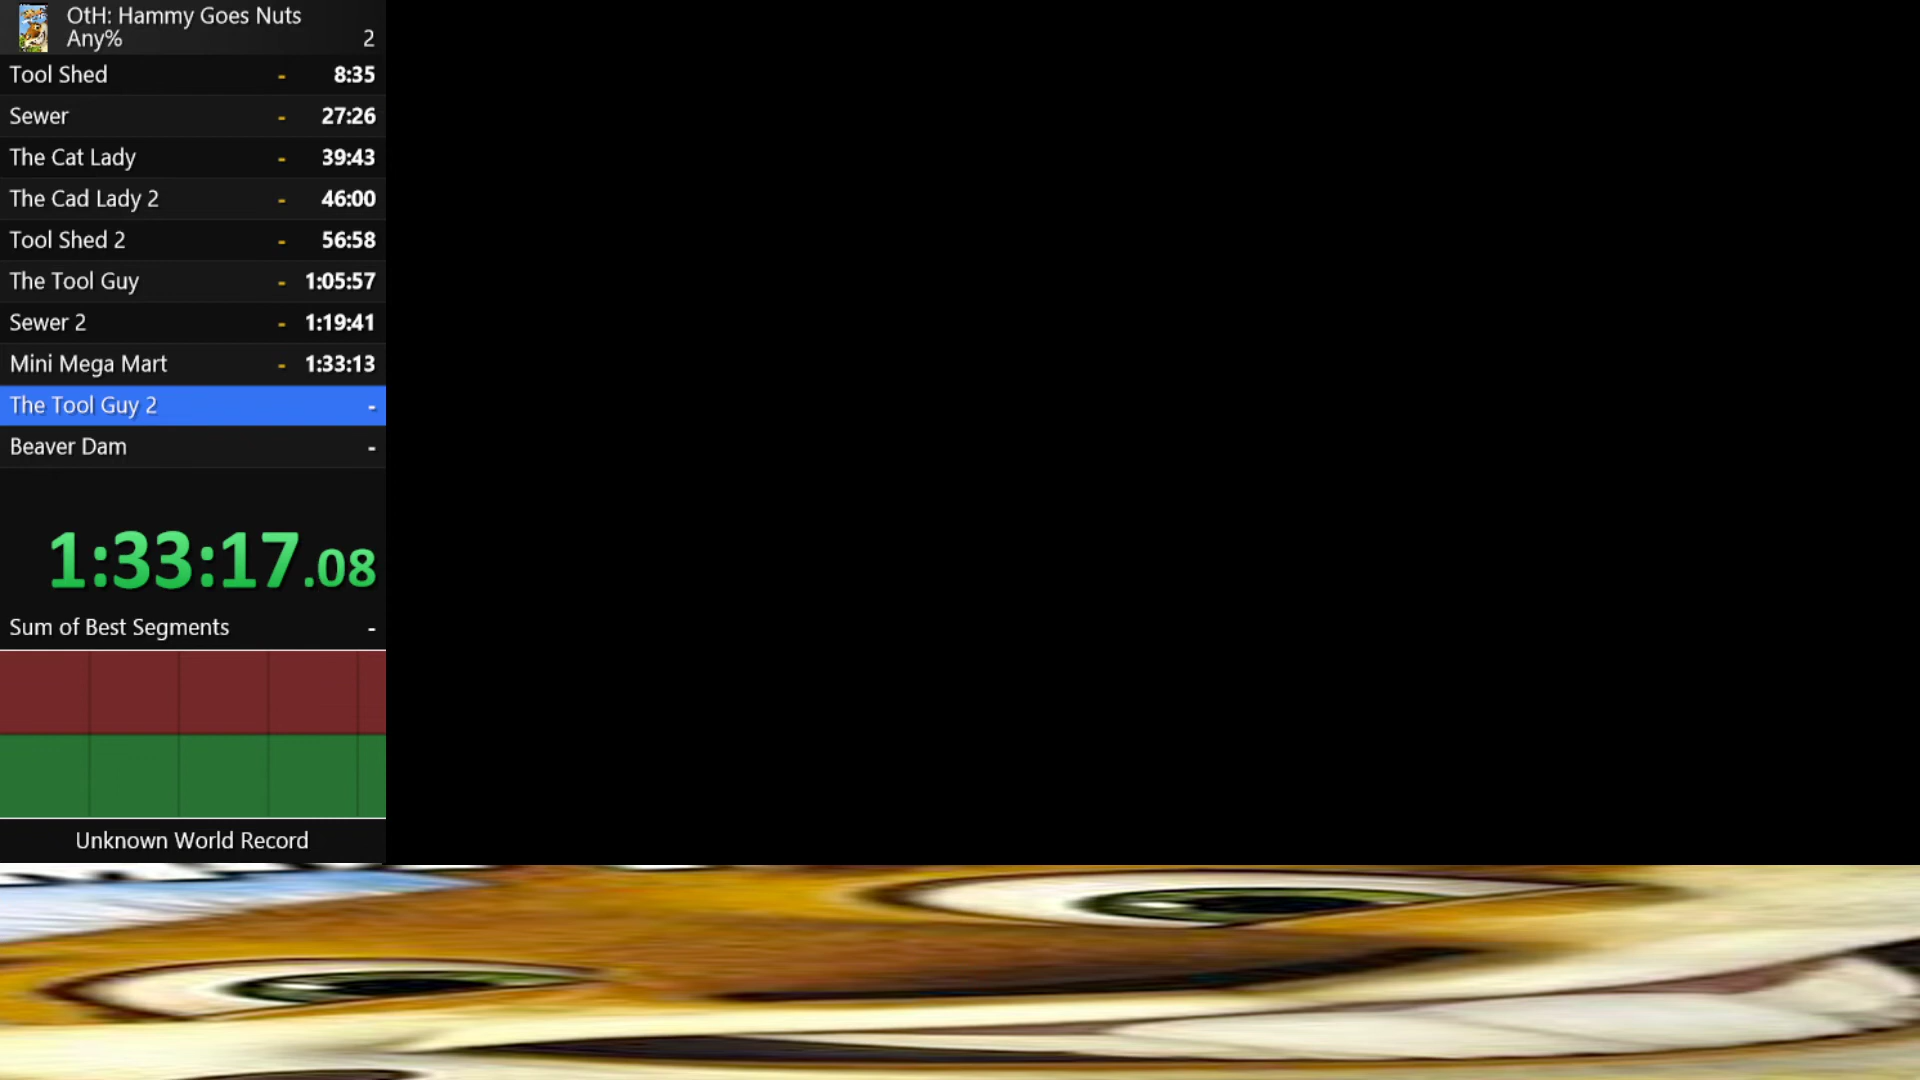 OtH: Hammy Goes Nuts
Any% 2
Tool Shed - 8:35
Sewer - 27:26
The Cat Lady - 39:43
The Cad Lady 2 - 46:00
Tool Shed 2 - 56:58
The Tool Guy - 1:05:57
Sewer 2 - 1:19:41
Mini Mega Mart - 1:33:13
The Tool Guy 2 -
Beaver Dam -
1:33:17.08
Sum of Best Segments -
Unknown World Record